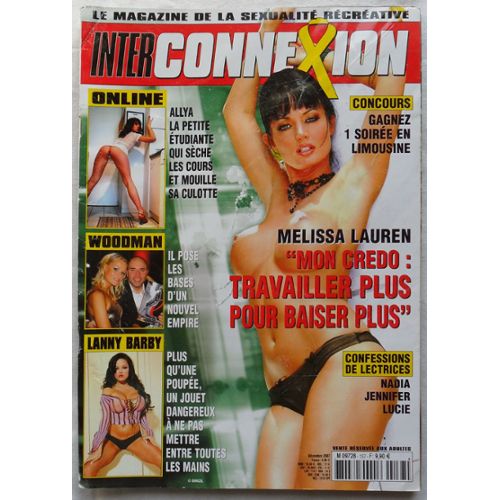 LE MAGAZINE DE LA SEXUALITÉ RÉCRÉATIVE
INTERCONNEXION
ONLINE
ALLYA
LA PETITE
ÉTUDIANTE
QUI SÈCHE
LES COURS
ET MOUILLE
SA CULOTTE
CONCOURS
GAGNEZ
1 SOIRÉE EN
LIMOUSINE
WOODMAN
IL POSE
LES
BASES
D'UN
NOUVEL
EMPIRE
MELISSA LAUREN
"MON CREDO :
TRAVAILLER PLUS
POUR BAISER PLUS"
LANNY BARBY
PLUS
QU'UNE
POUPÉE,
UN JOUET
DANGEREUX
À NE PAS
METTRE
ENTRE TOUTES
LES MAINS
CONFESSIONS
DE LECTRICES
NADIA
JENNIFER
LUCIE
VENTE RÉSERVÉE AUX ADULTES